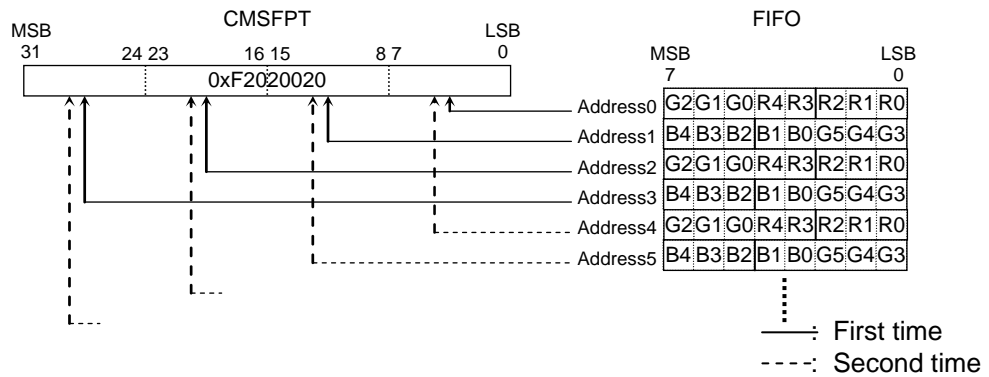 CMSFPT
FIFO
MSB
LSB
31
24 23
16 15
8 7
0
0xF2020020
MSB
LSB
7
0
Address0 G2 G1 G0 R4 R3 R2 R1 R0
Address1 B4 B3 B2 B1 B0 G5 G4 G3
Address2 G2 G1 G0 R4 R3 R2 R1 R0
Address3 B4 B3 B2 B1 B0 G5 G4 G3
Address4 G2 G1 G0 R4 R3 R2 R1 R0
Address5 B4 B3 B2 B1 B0 G5 G4 G3
: First time
: Second time